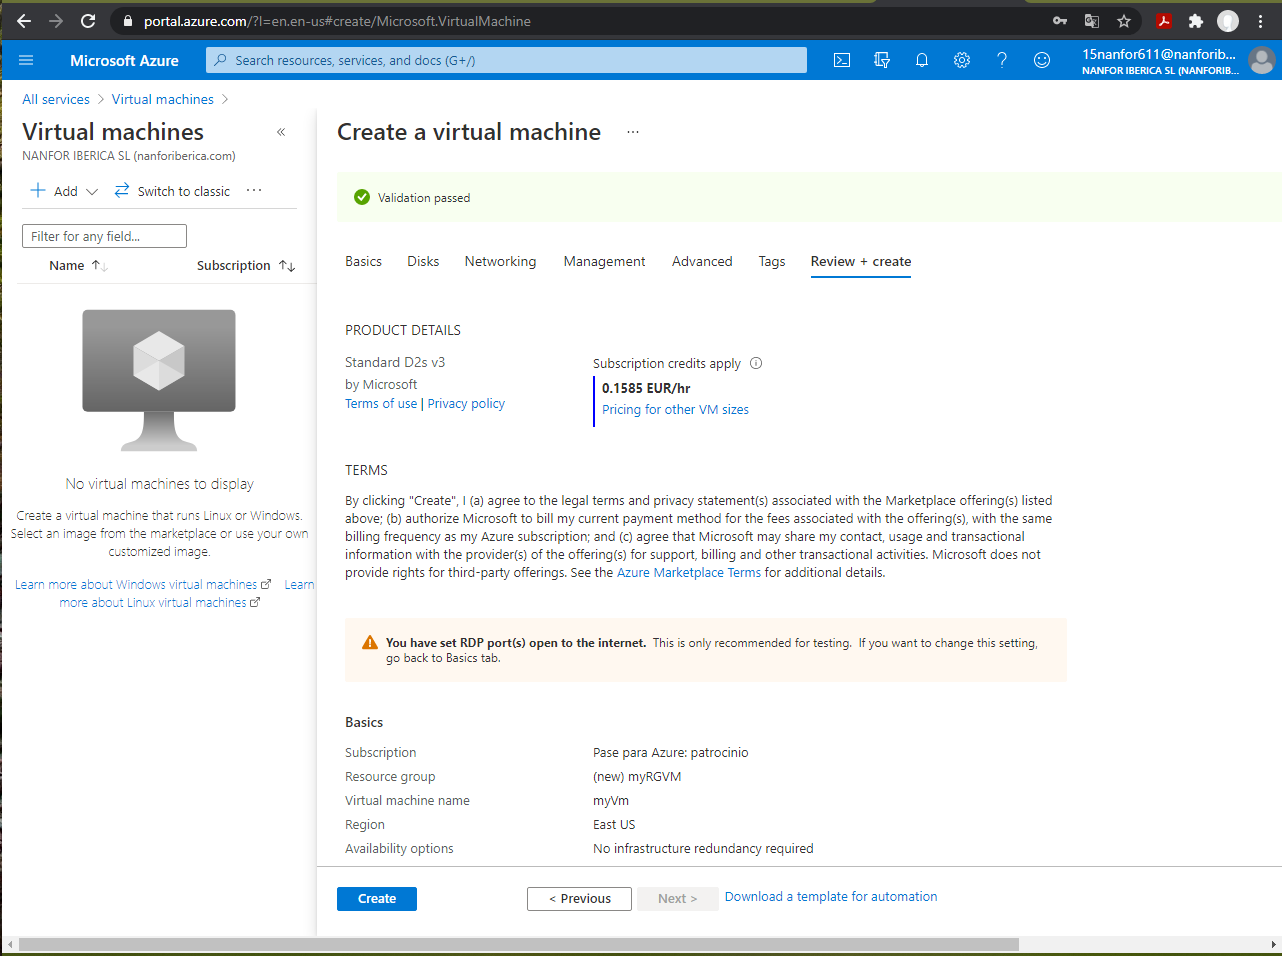 portal.azure.com/?l=en.en-us#create/Microsoft.VirtualMachine
Microsoft Azure
Search resources, services, and docs (G+/)
15nanfor611@nanforib...
NANFOR IBERICA SL (NANFORIB...
All services > Virtual machines >
Virtual machines «
NANFOR IBERICA SL (nanforiberica.com)
+ Add Switch to classic ...
Filter for any field...
Name ↑↓ Subscription ↑↓
No virtual machines to display
Create a virtual machine that runs Linux or Windows.
Select an image from the marketplace or use your own
customized image.
Learn more about Windows virtual machines Learn
more about Linux virtual machines
Create a virtual machine ...
Validation passed
Basics Disks Networking Management Advanced Tags Review + create
PRODUCT DETAILS
Standard D2s v3
by Microsoft
Terms of use | Privacy policy
Subscription credits apply
0.1585 EUR/hr
Pricing for other VM sizes
TERMS
By clicking "Create", I (a) agree to the legal terms and privacy statement(s) associated with the Marketplace offering(s) listed
above; (b) authorize Microsoft to bill my current payment method for the fees associated with the offering(s), with the same
billing frequency as my Azure subscription; and (c) agree that Microsoft may share my contact, usage and transactional
information with the provider(s) of the offering(s) for support, billing and other transactional activities. Microsoft does not
provide rights for third-party offerings. See the Azure Marketplace Terms for additional details.
You have set RDP port(s) open to the internet. This is only recommended for testing. If you want to change this setting,
go back to Basics tab.
Basics
Subscription Pase para Azure: patrocinio
Resource group (new) myRGVM
Virtual machine name myVm
Region East US
Availability options No infrastructure redundancy required
Create < Previous Next > Download a template for automation